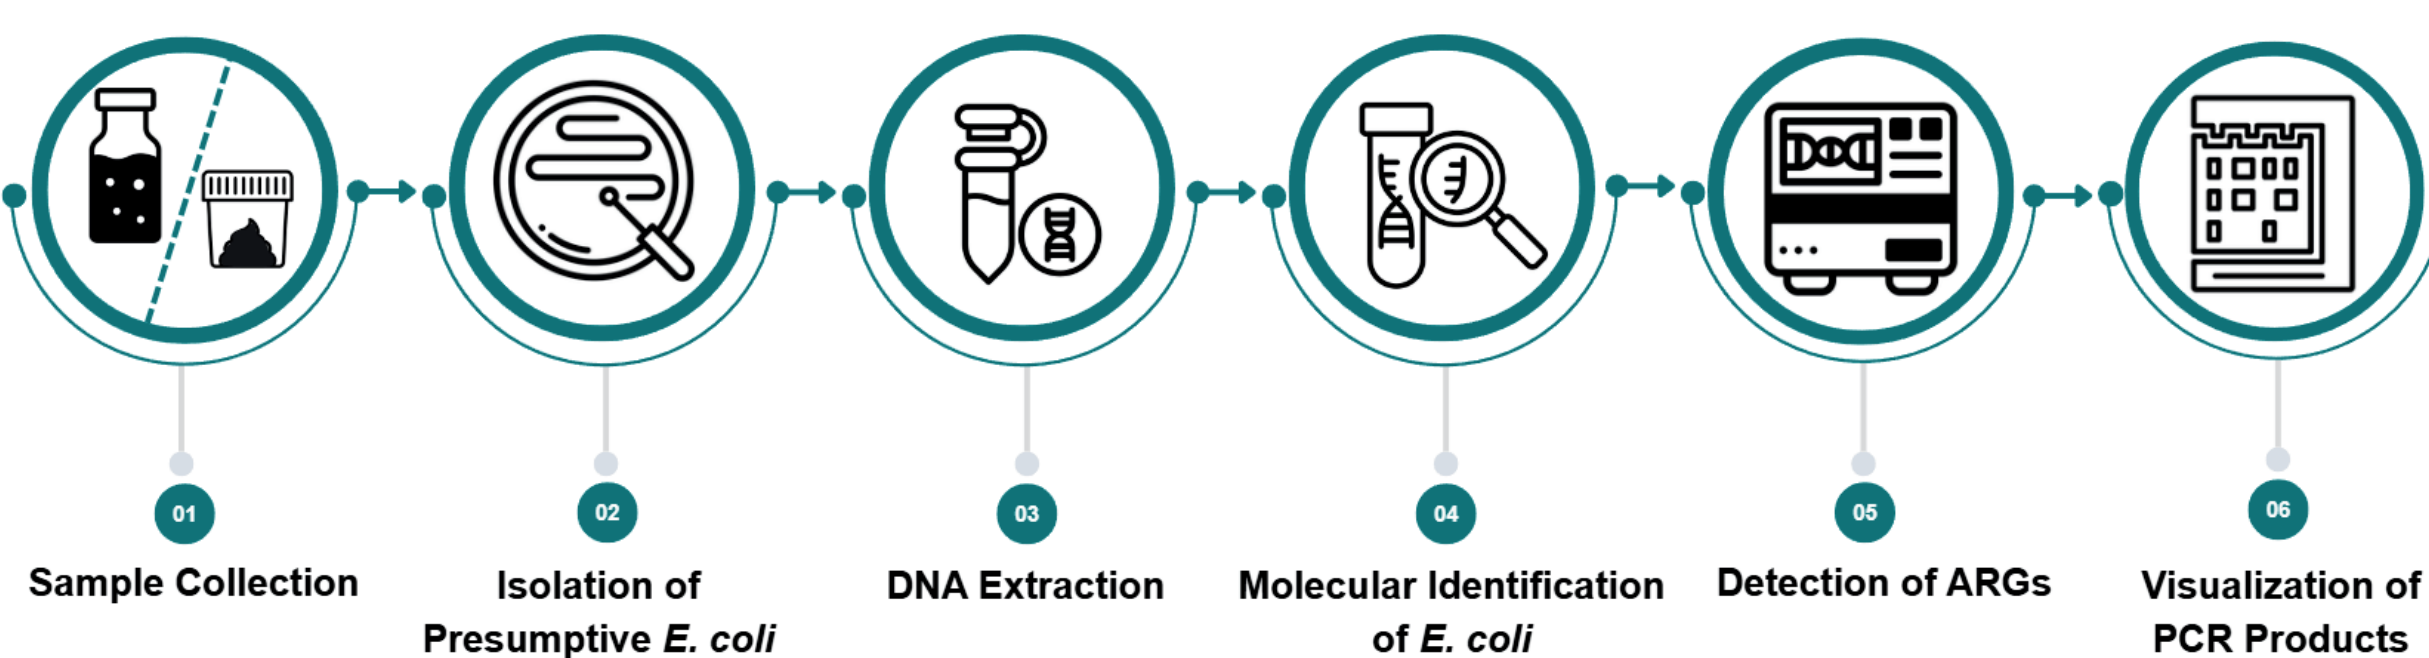 01
Sample Collection
02
Isolation of
Presumptive E. coli
03
DNA Extraction
04
Molecular Identification
of E. coli
05
Detection of ARGs
06
Visualization of
PCR Products